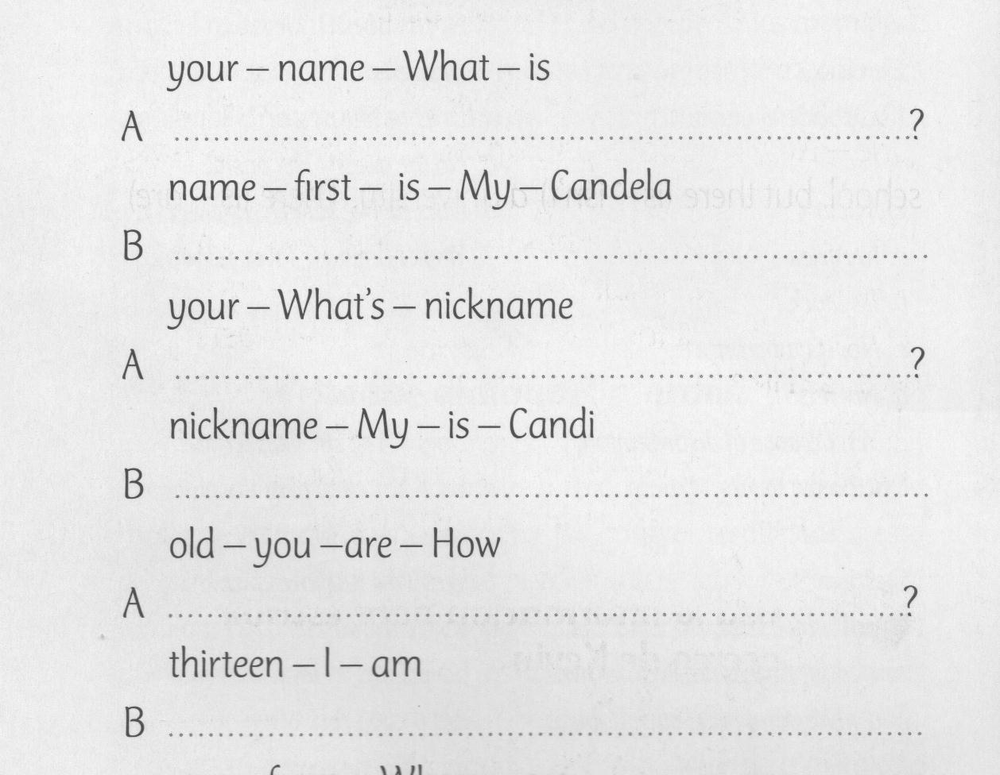 your – name – What – is
A ........................................ ?
name – first – is – My – Candela
B ........................................
your – What's – nickname
A ........................................ ?
nickname – My – is – Candi
B ........................................
old – you –are – How
A ........................................ ?
thirteen – I – am
B ........................................